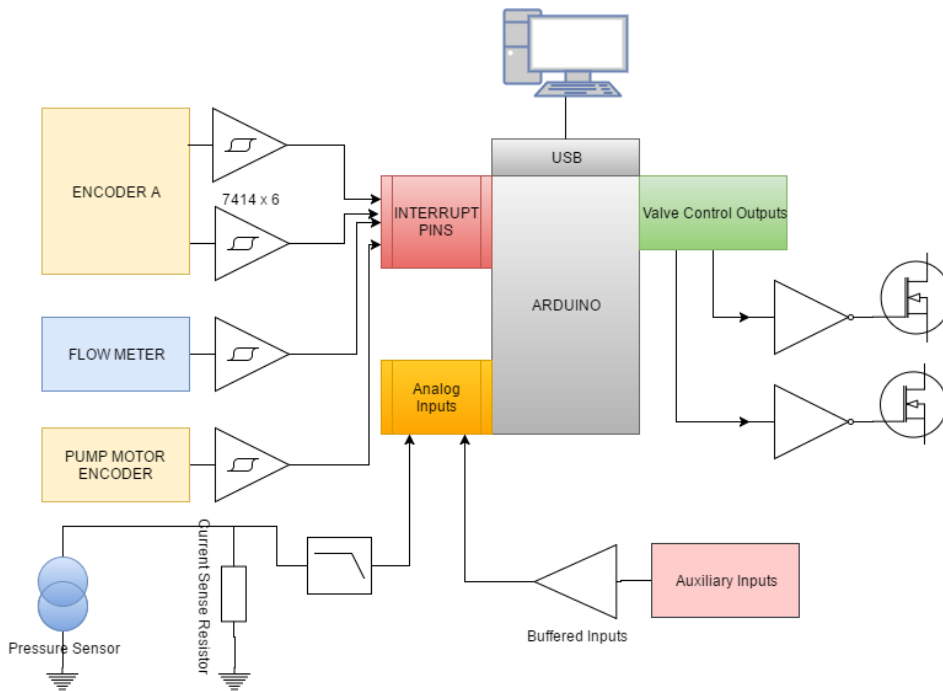 USB
ENCODER A
7414 x 6
INTERRUPT
PINS
Valve Control Outputs
ARDUINO
FLOW METER
Analog
Inputs
PUMP MOTOR
ENCODER
Current Sense
Resistor
Pressure Sensor
Auxiliary Inputs
Buffered Inputs